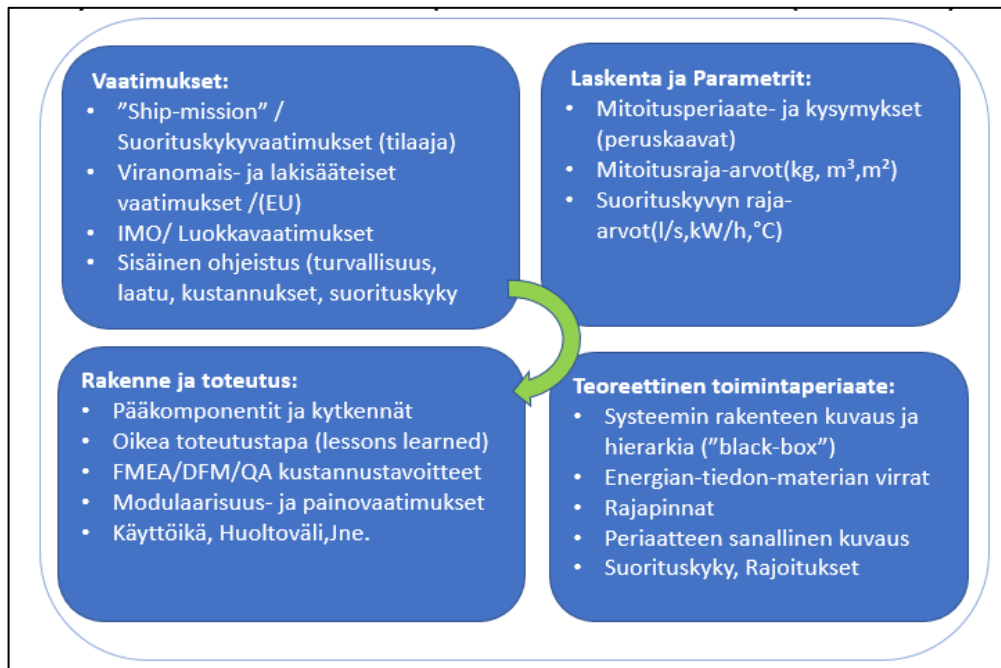 Vaatimukset:
• ”Ship-mission” /
Suorituskykyvaatimukset (tilaaja)
• Viranomais- ja lakisääteiset
vaatimukset /(EU)
• IMO/ Luokkavaatimukset
• Sisäinen ohjeistus (turvallisuus,
laatu, kustannukset, suorituskyky
Laskenta ja Parametrit:
• Mitoitusperiaate- ja kysymykset
(peruskaavat)
• Mitoitusraja-arvot(kg, m³,m²)
• Suorituskyvyn raja-
arvot(l/s,kW/h,°C)
Rakenne ja toteutus:
• Pääkomponentit ja kytkennät
• Oikea toteutustapa (lessons learned)
• FMEA/DFM/QA kustannustavoitteet
• Modulaarisuus- ja painovaatimukset
• Käyttöikä, Huoltoväli,Jne.
Teoreettinen toimintaperiaate:
• Systeemin rakenteen kuvaus ja
hierarkia (”black-box”)
• Energian-tiedon-materian virrat
• Rajapinnat
• Periaatteen sanallinen kuvaus
• Suorituskyky, Rajoitukset